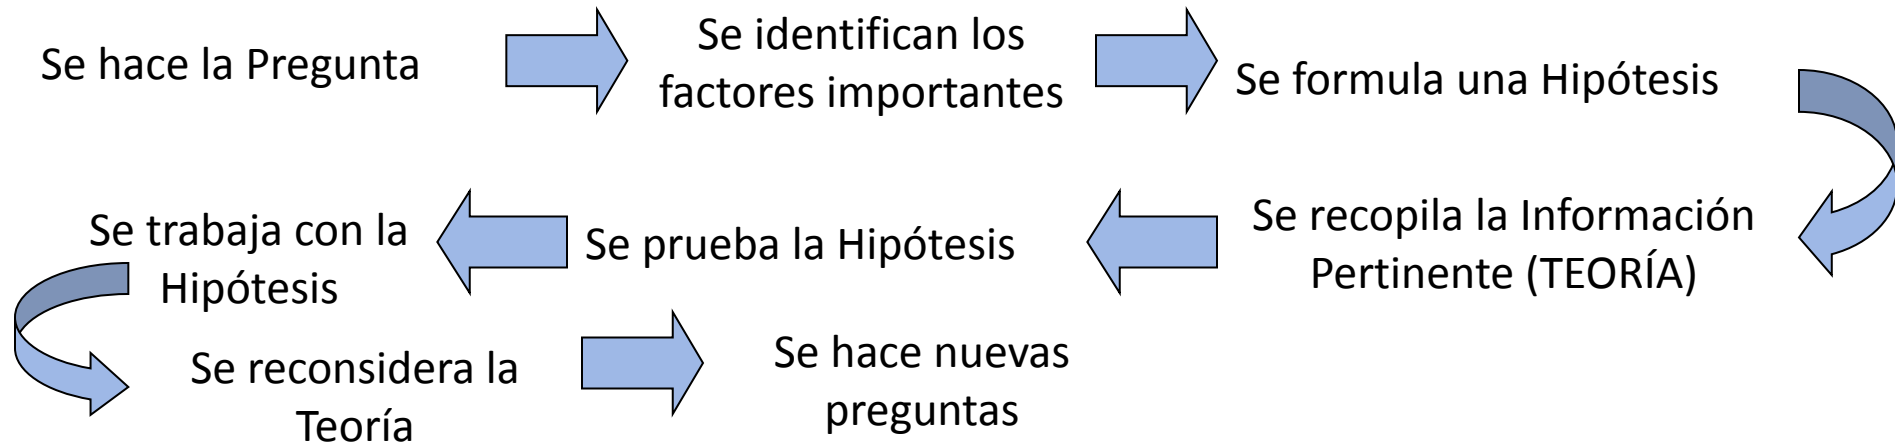 Se hace la Pregunta
Se identifican los
factores importantes
Se formula una Hipótesis
Se recopila la Información
Pertinente (TEORÍA)
Se prueba la Hipótesis
Se trabaja con la
Hipótesis
Se reconsidera la
Teoría
Se hace nuevas
preguntas